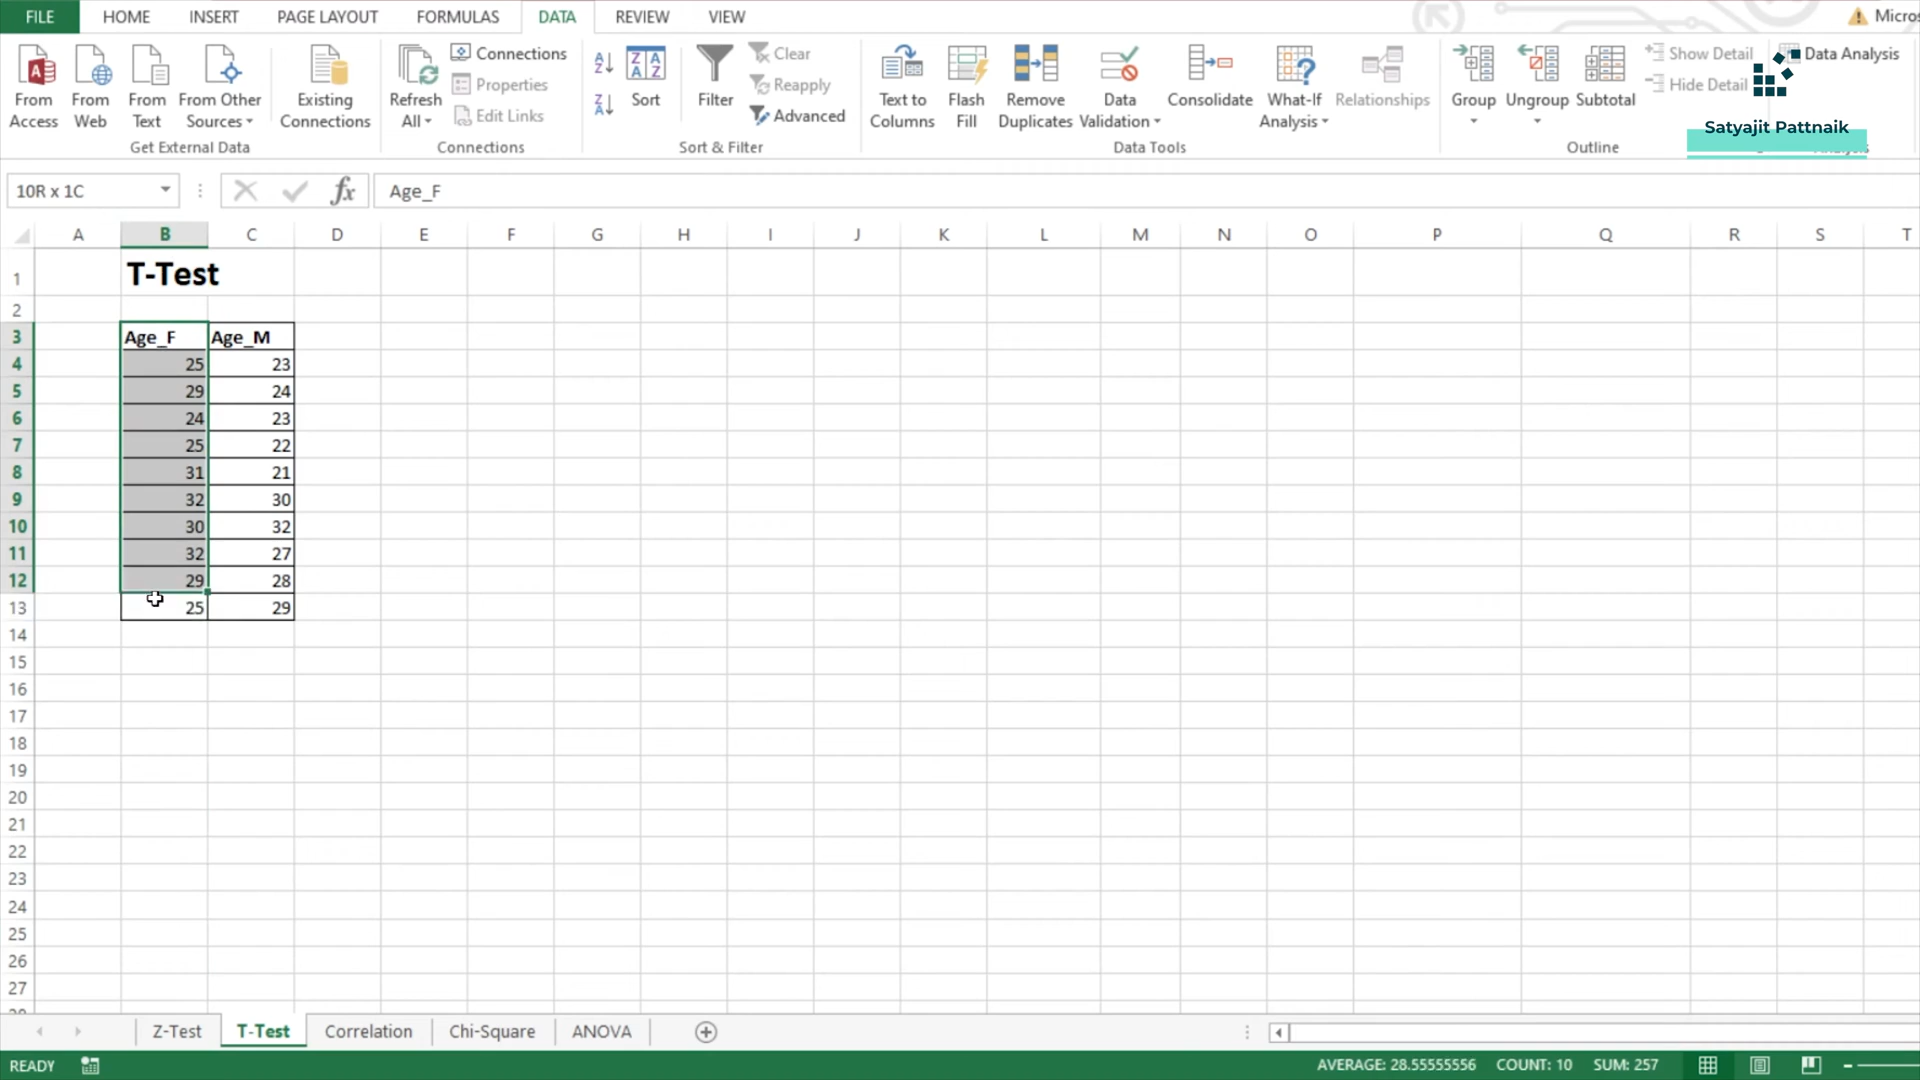 FILE HOME INSERT PAGE LAYOUT FORMULAS DATA REVIEW VIEW Micros
From Access
From Web
From Text
From Other Sources
Get External Data
Existing Connections
Refresh All
Connections
Properties
Edit Links
Connections
Sort
Filter
Clear
Reapply
Advanced
Sort & Filter
Text to Columns
Flash Fill
Remove Duplicates
Data Validation
Consolidate
What-If Analysis
Relationships
Data Tools
Group
Ungroup
Subtotal
Show Detail
Hide Detail
Outline
Data Analysis
Satyajit Pattnaik
10R x 1C fx Age_F
A B C D E F G H I J K L M N O P Q R S T
1 T-Test
2
3 Age_F Age_M
4 25 23
5 29 24
6 24 23
7 25 22
8 31 21
9 32 30
10 30 32
11 32 27
12 29 28
13 25 29
14
15
16
17
18
19
20
21
22
23
24
25
26
27
Z-Test T-Test Correlation Chi-Square ANOVA
READY AVERAGE: 28.55555556 COUNT: 10 SUM: 257